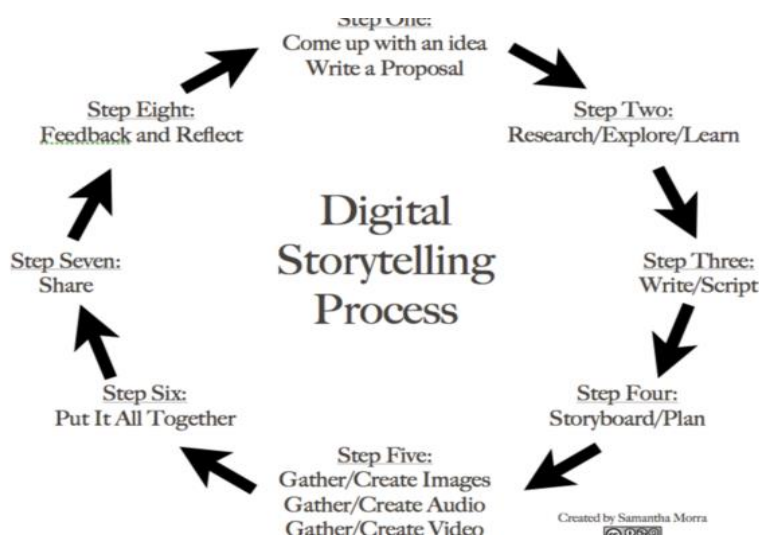 Step One:
Come up with an idea
Write a Proposal
Step Two:
Research/Explore/Learn
Step Three:
Write/Script
Step Four:
Storyboard/Plan
Step Five:
Gather/Create Images
Gather/Create Audio
Gather/Create Video
Step Six:
Put It All Together
Step Seven:
Share
Step Eight:
Feedback and Reflect
Digital
Storytelling
Process
Created by Samantha Morra